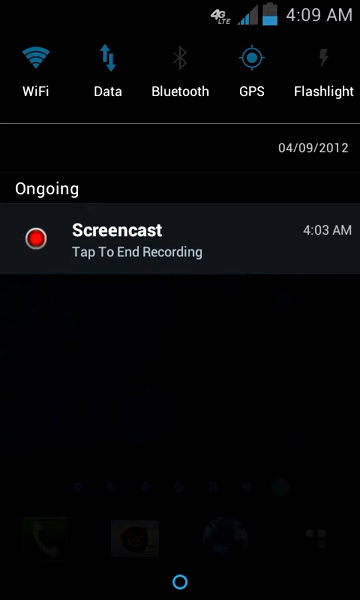 4G LTE 4:09 AM
WiFi Data Bluetooth GPS Flashlight
04/09/2012
Ongoing
Screencast 4:03 AM
Tap To End Recording